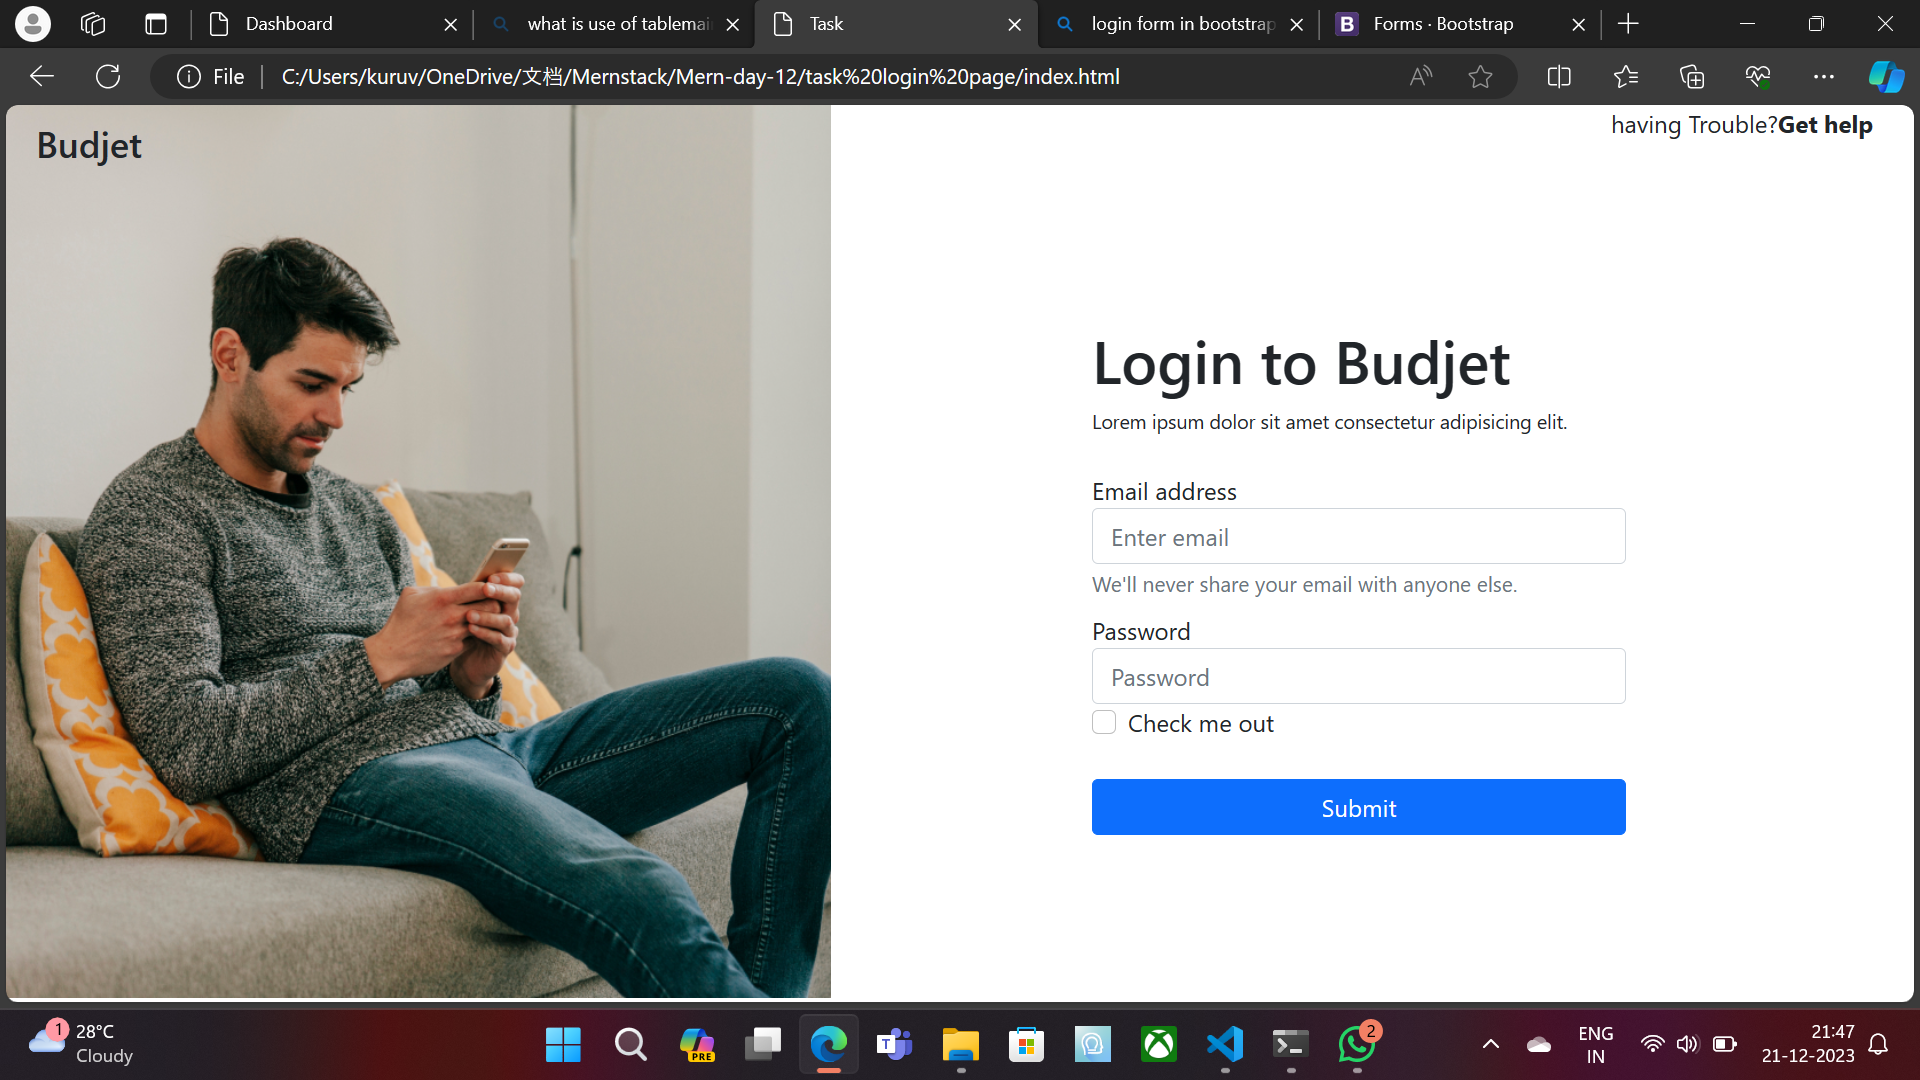 Dashboard
what is use of tablemai
Task
login form in bootstrap
B
Forms · Bootstrap
File
C:/Users/kuruv/OneDrive/文档/Mernstack/Mern-day-12/task%20login%20page/index.html
Budjet
having Trouble?Get help
Login to Budjet
Lorem ipsum dolor sit amet consectetur adipisicing elit.
Email address
Enter email
We'll never share your email with anyone else.
Password
Password
Check me out
Submit
1
28°C
Cloudy
PRE
T
2
ENG
IN
21:47
21-12-2023